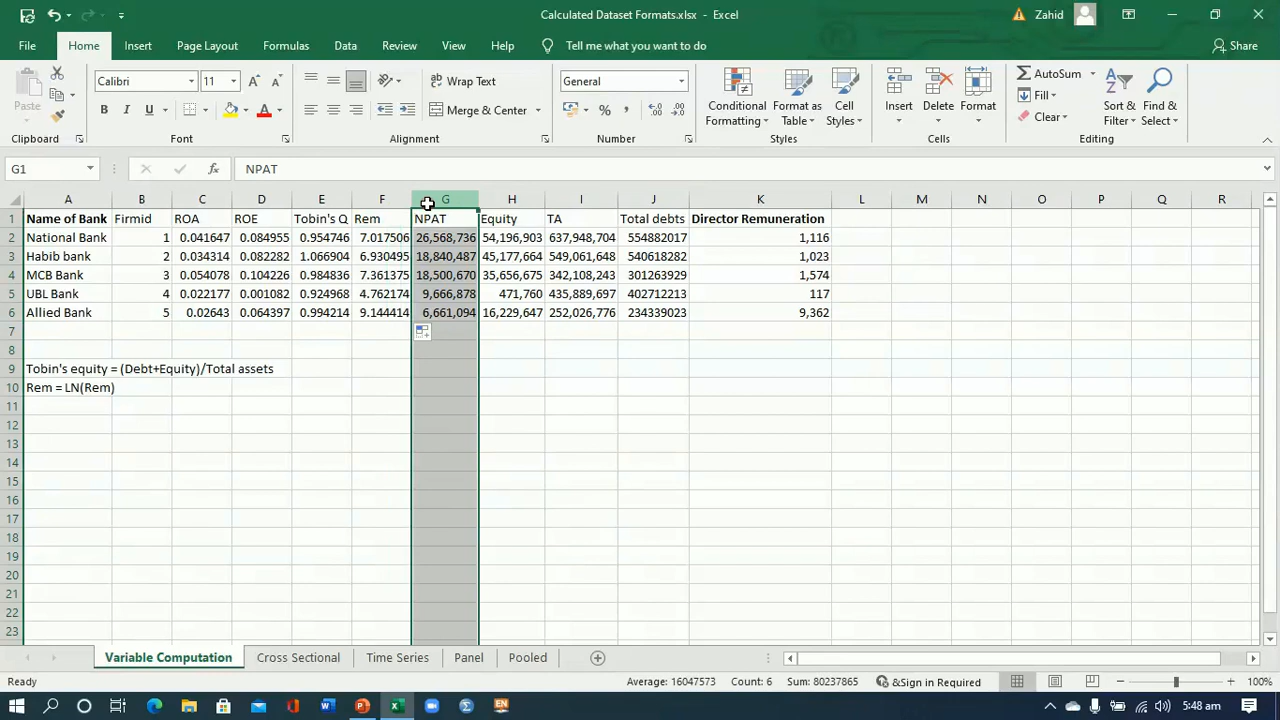 Calculated Dataset Formats.xlsx - Excel
Zahid
File Home Insert Page Layout Formulas Data Review View Help Tell me what you want to do Share
Paste Calibri 11 Wrap Text General Conditional Formatting Format as Table Cell Styles Insert Delete Format AutoSum Fill Clear Sort & Filter Find & Select
B I U A Merge & Center %
Clipboard Font Alignment Number Styles Cells Editing
G1 fx NPAT
A B C D E F G H I J K L M N O P Q R
1 Name of Bank Firmid ROA ROE Tobin's Q Rem NPAT Equity TA Total debts Director Remuneration
2 National Bank 1 0.041647 0.084955 0.954746 7.017506 26,568,736 54,196,903 637,948,704 554882017 1,116
3 Habib bank 2 0.034314 0.082282 1.066904 6.930495 18,840,487 45,177,664 549,061,648 540618282 1,023
4 MCB Bank 3 0.054078 0.104226 0.984836 7.361375 18,500,670 35,656,675 342,108,243 301263929 1,574
5 UBL Bank 4 0.022177 0.001082 0.924968 4.762174 9,666,878 471,760 435,889,697 402712213 117
6 Allied Bank 5 0.02643 0.064397 0.994214 9.144414 6,661,094 16,229,647 252,026,776 234339023 9,362
7
8
9 Tobin's equity = (Debt+Equity)/Total assets
10 Rem = LN(Rem)
11
12
13
14
15
16
17
18
19
20
21
22
23
Variable Computation Cross Sectional Time Series Panel Pooled
Ready Average: 16047573 Count: 6 Sum: 80237865 &Sign in Required 100%
5:48 am